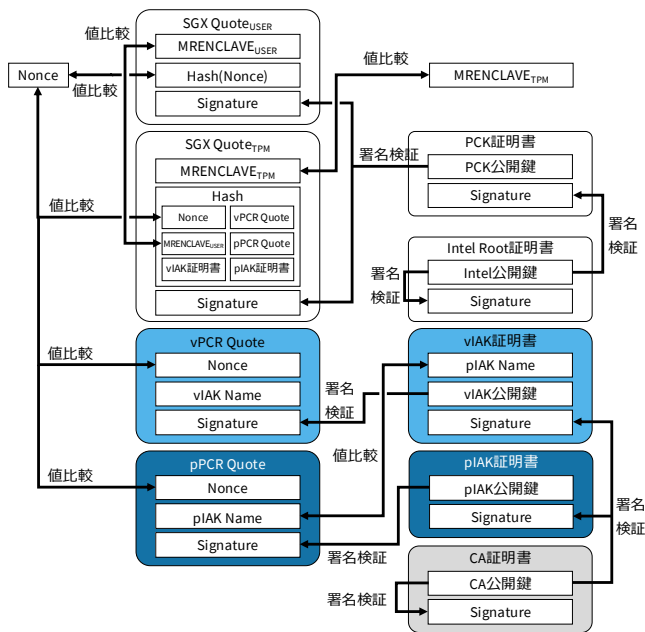 SGX QuoteUSER
値比較
MRENCLAVEUSER
値比較
Nonce
値比較
Hash(Nonce)
MRENCLAVETPM
Signature
SGX QuoteTPM
署名検証
PCK証明書
MRENCLAVETPM
PCK公開鍵
Hash
Signature
値比較
Nonce
vPCR Quote
署名
検証
MRENCLAVEUSER
pPCR Quote
Intel Root証明書
vIAK証明書
pIAK証明書
署名
検証
Intel公開鍵
Signature
Signature
vPCR Quote
vIAK証明書
値比較
Nonce
pIAK Name
署名
検証
vIAK Name
vIAK公開鍵
Signature
Signature
値比較
pPCR Quote
pIAK証明書
値比較
Nonce
pIAK公開鍵
署名
検証
pIAK Name
Signature
Signature
署名検証
CA証明書
CA公開鍵
署名検証
Signature